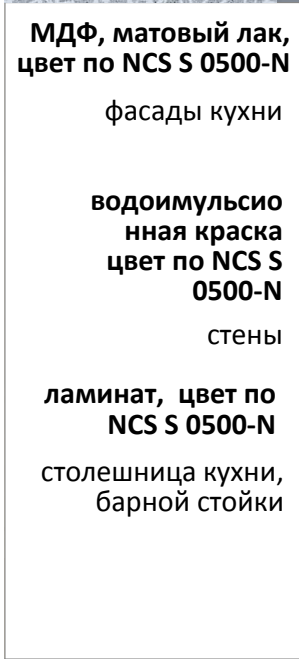 МДФ, матовый лак,
цвет по NCS S 0500-N
фасады кухни
водоимульсио
нная краска
цвет по NCS S
0500-N
стены
ламинат, цвет по
NCS S 0500-N
столешница кухни,
барной стойки